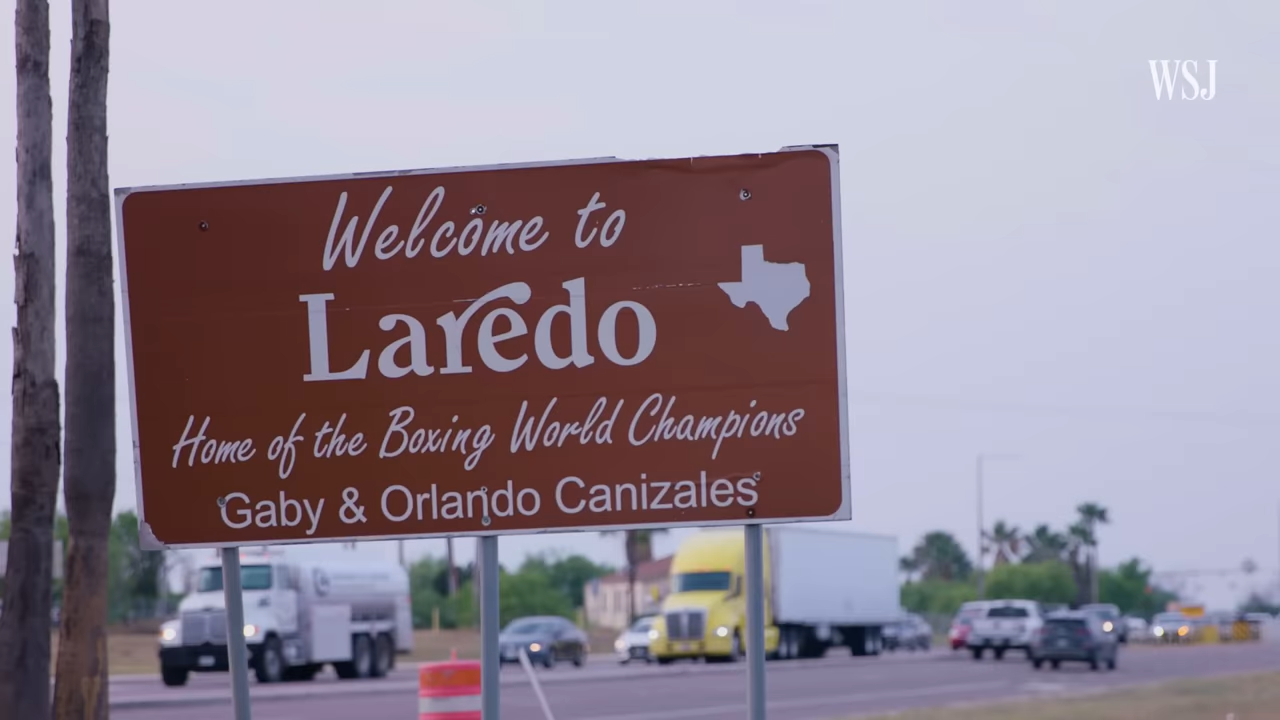 WSJ
Welcome to
Laredo
Home of the Boxing World Champions
Gaby & Orlando Canizales